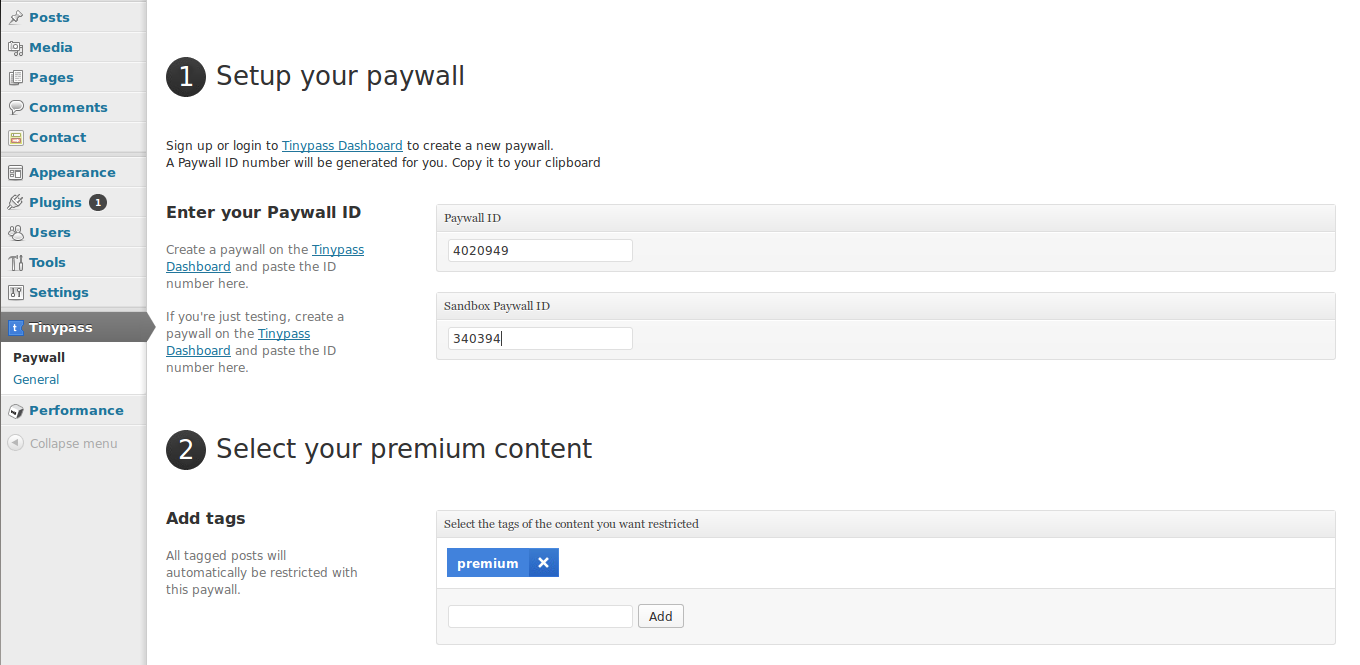 Posts
Media
Pages
Comments
Contact
Appearance
Plugins 1
Users
Tools
Settings
t Tinypass
Paywall
General
Performance
Collapse menu
1 Setup your paywall
Sign up or login to Tinypass Dashboard to create a new paywall.
A Paywall ID number will be generated for you. Copy it to your clipboard
Enter your Paywall ID
Create a paywall on the Tinypass
Dashboard and paste the ID
number here.
If you're just testing, create a
paywall on the Tinypass
Dashboard and paste the ID
number here.
Paywall ID
4020949
Sandbox Paywall ID
340394
2 Select your premium content
Add tags
All tagged posts will
automatically be restricted with
this paywall.
Select the tags of the content you want restricted
premium
Add